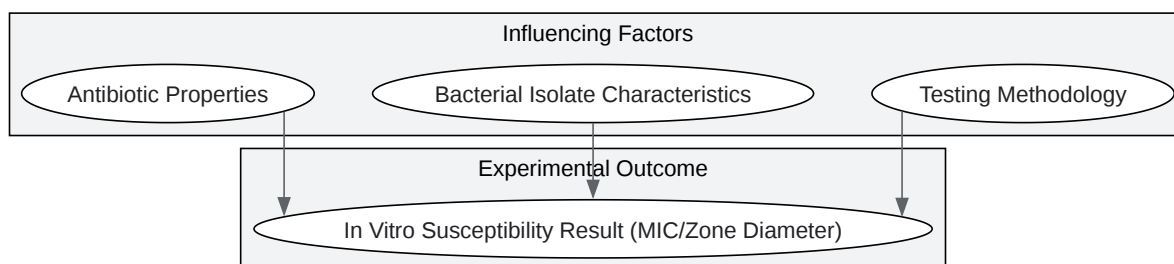 Influencing Factors
Antibiotic Properties
Bacterial Isolate Characteristics
Testing Methodology
Experimental Outcome
In Vitro Susceptibility Result (MIC/Zone Diameter)